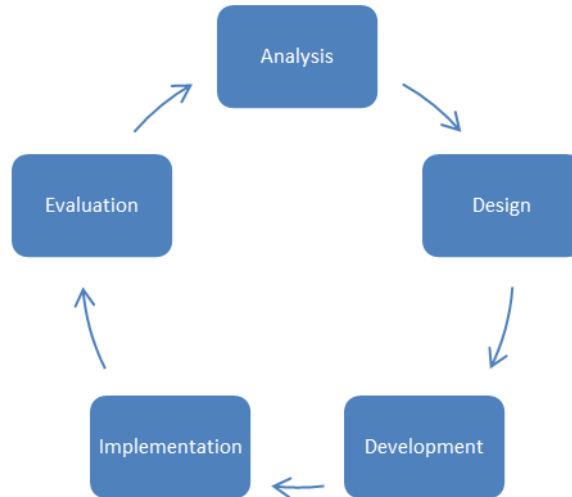 Analysis
Design
Development
Implementation
Evaluation